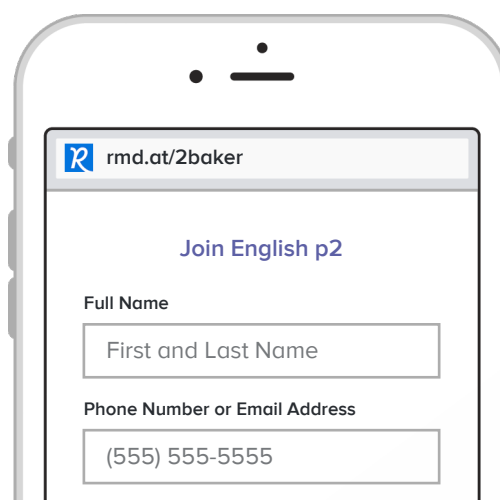 R rmd.at/2baker
Join English p2
Full Name
First and Last Name
Phone Number or Email Address
(555) 555-5555